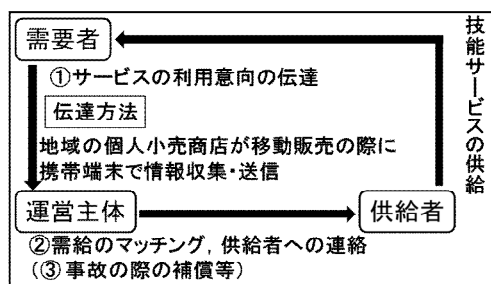 需要者
①サービスの利用意向の伝達
伝達方法
地域の個人小売商店が移動販売の際に
携帯端末で情報収集・送信
運営主体
供給者
②需給のマッチング，供給者への連絡
（③事故の際の補償等）
技能サービスの供給